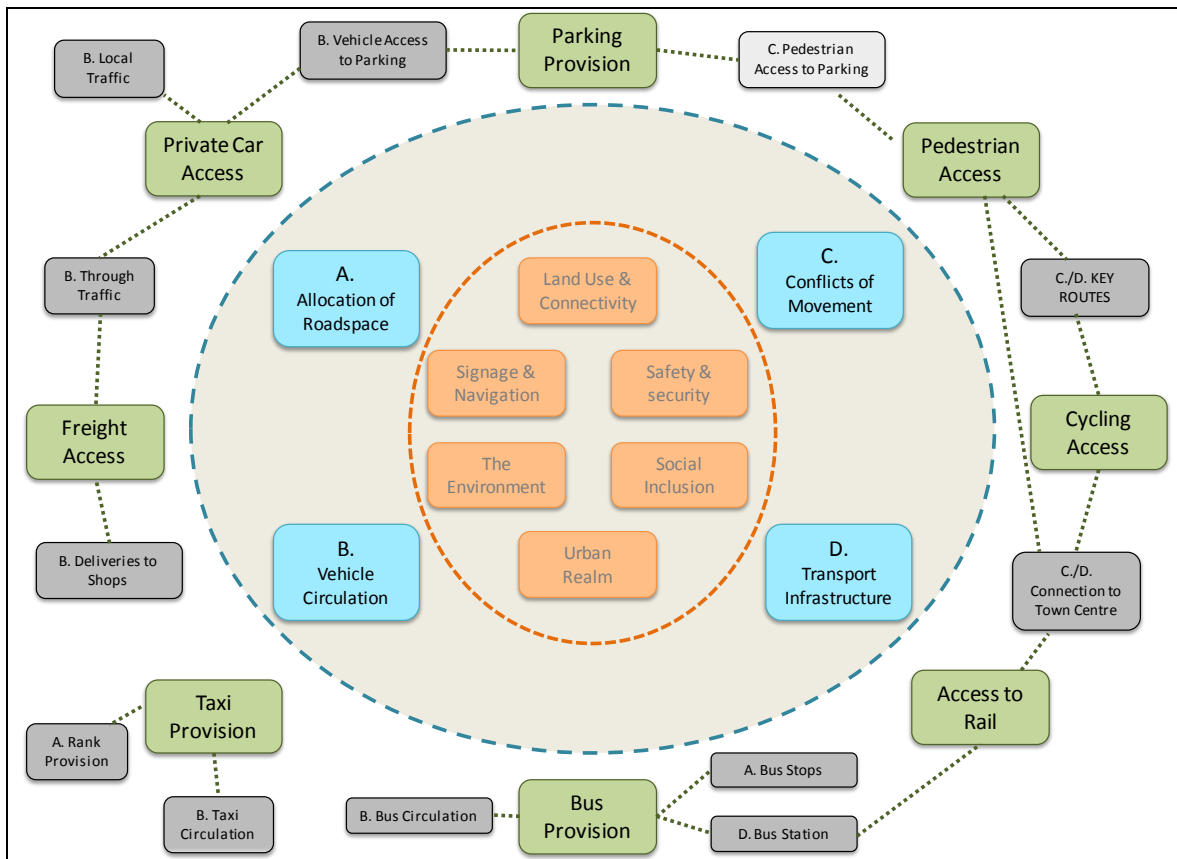 B. Local
Traffic
B. Vehicle Access
to Parking
Parking
Provision
C. Pedestrian
Access to Parking
Private Car
Access
Pedestrian
Access
A.
Allocation of
Roadspace
Land Use &
Connectivity
C.
Conflicts of
Movement
B. Through
Traffic
C./D. KEY
ROUTES
Signage &
Navigation
Safety &
security
Freight
Access
Cycling
Access
The
Environment
Social
Inclusion
B. Deliveries to
Shops
B.
Vehicle
Circulation
Urban
Realm
D.
Transport
Infrastructure
C./D.
Connection to
Town Centre
Taxi
Provision
Access to
Rail
A. Rank
Provision
B. Taxi
Circulation
B. Bus Circulation
Bus
Provision
A. Bus Stops
D. Bus Station